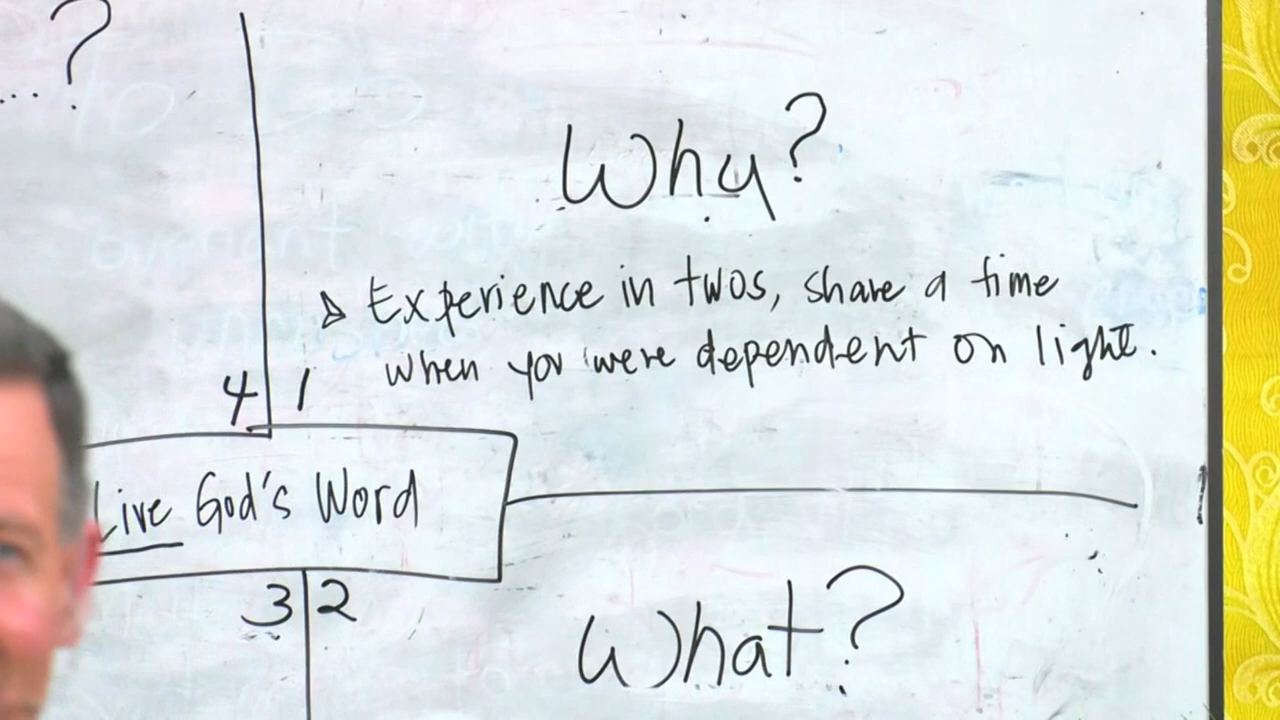 ... ?
Why?
Experience in twos, share a time
when you were dependent on light.
4 1
Live God's Word
3 2
What?